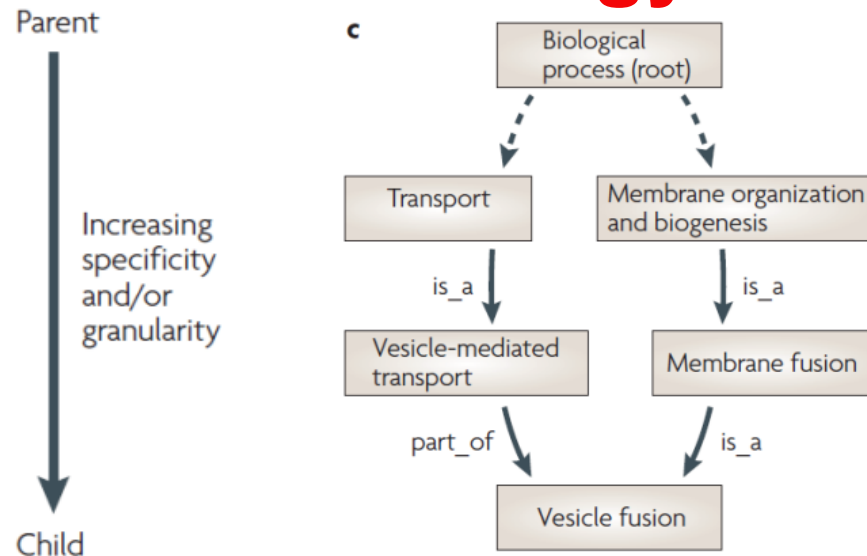 Parent
Increasing
specificity
and/or
granularity
Child
c
Biological
process (root)
Transport
Membrane organization
and biogenesis
is_a
is_a
Vesicle-mediated
transport
Membrane fusion
part_of
is_a
Vesicle fusion